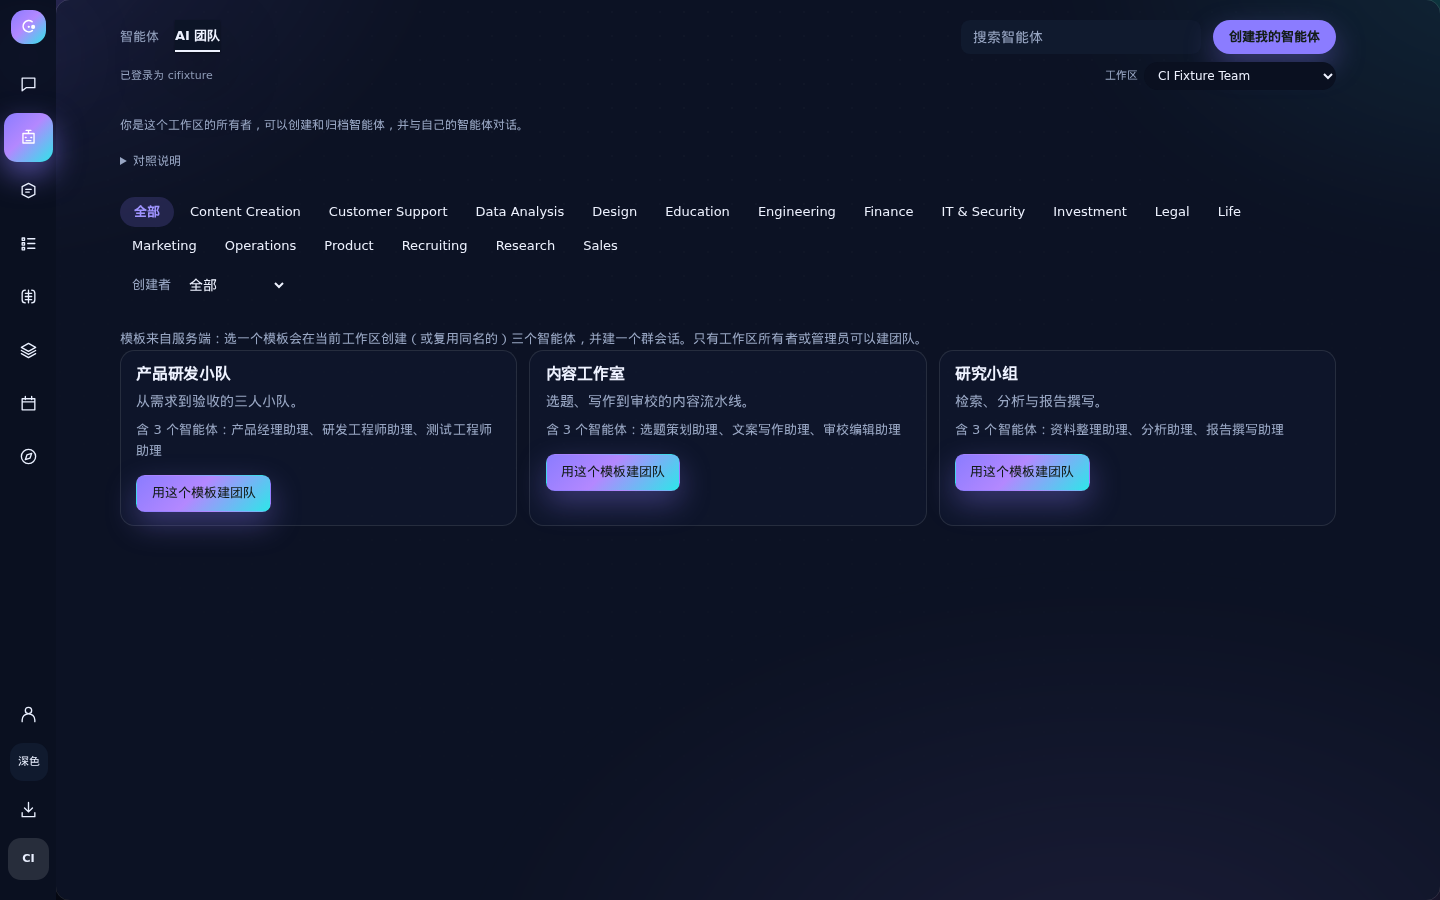 智能体 AI 团队 搜索智能体 创建我的智能体
已登录为 cifixture 工作区 CI Fixture Team
你是这个工作区的所有者，可以创建和归档智能体，并与自己的智能体对话。
▶ 对照说明
全部 Content Creation Customer Support Data Analysis Design Education Engineering Finance IT & Security Investment Legal Life
Marketing Operations Product Recruiting Research Sales
创建者 全部
模板来自服务端：选一个模板会在当前工作区创建（或复用同名的）三个智能体，并建一个群会话。只有工作区所有者或管理员可以建团队。
产品研发小队
从需求到验收的三人小队。
含 3 个智能体：产品经理助理、研发工程师助理、测试工程师
助理
用这个模板建团队
内容工作室
选题、写作到审校的内容流水线。
含 3 个智能体：选题策划助理、文案写作助理、审校编辑助理
用这个模板建团队
研究小组
检索、分析与报告撰写。
含 3 个智能体：资料整理助理、分析助理、报告撰写助理
用这个模板建团队
深色
CI